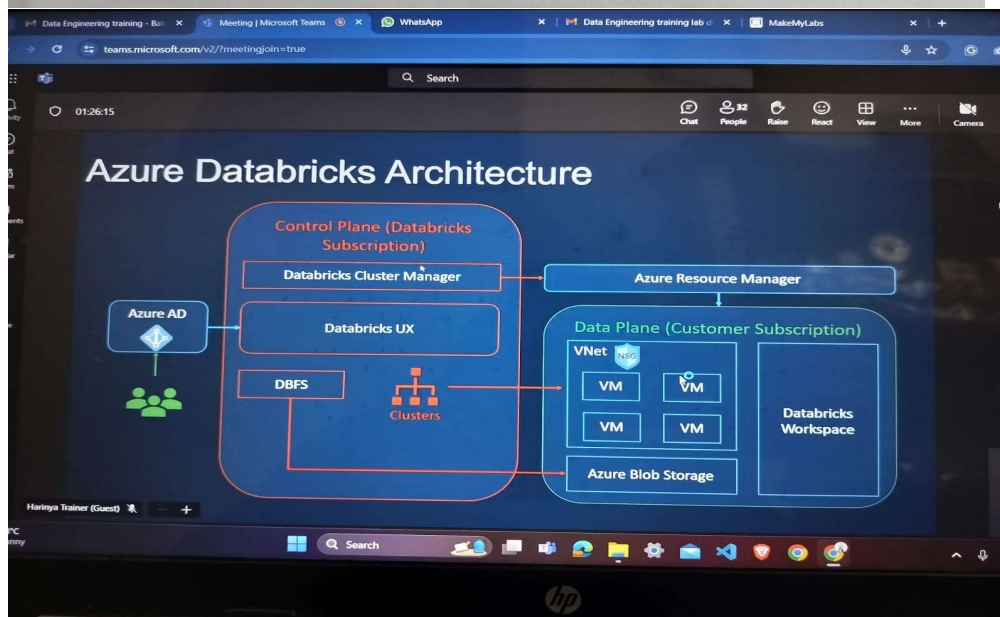 Data Engineering training - Bat
Meeting | Microsoft Teams
WhatsApp
Data Engineering training lab d
MakeMyLabs
teams.microsoft.com/v2/?meetingjoin=true
Search
01:26:15
Chat
32
People
Raise
React
View
More
Camera
Azure Databricks Architecture
Control Plane (Databricks
Subscription)
Databricks Cluster Manager
Azure Resource Manager
Azure AD
Databricks UX
Data Plane (Customer Subscription)
VNet
NSG
DBFS
VM
VM
Clusters
VM
VM
Databricks
Workspace
Azure Blob Storage
Harinya Trainer (Guest)
Search
hp